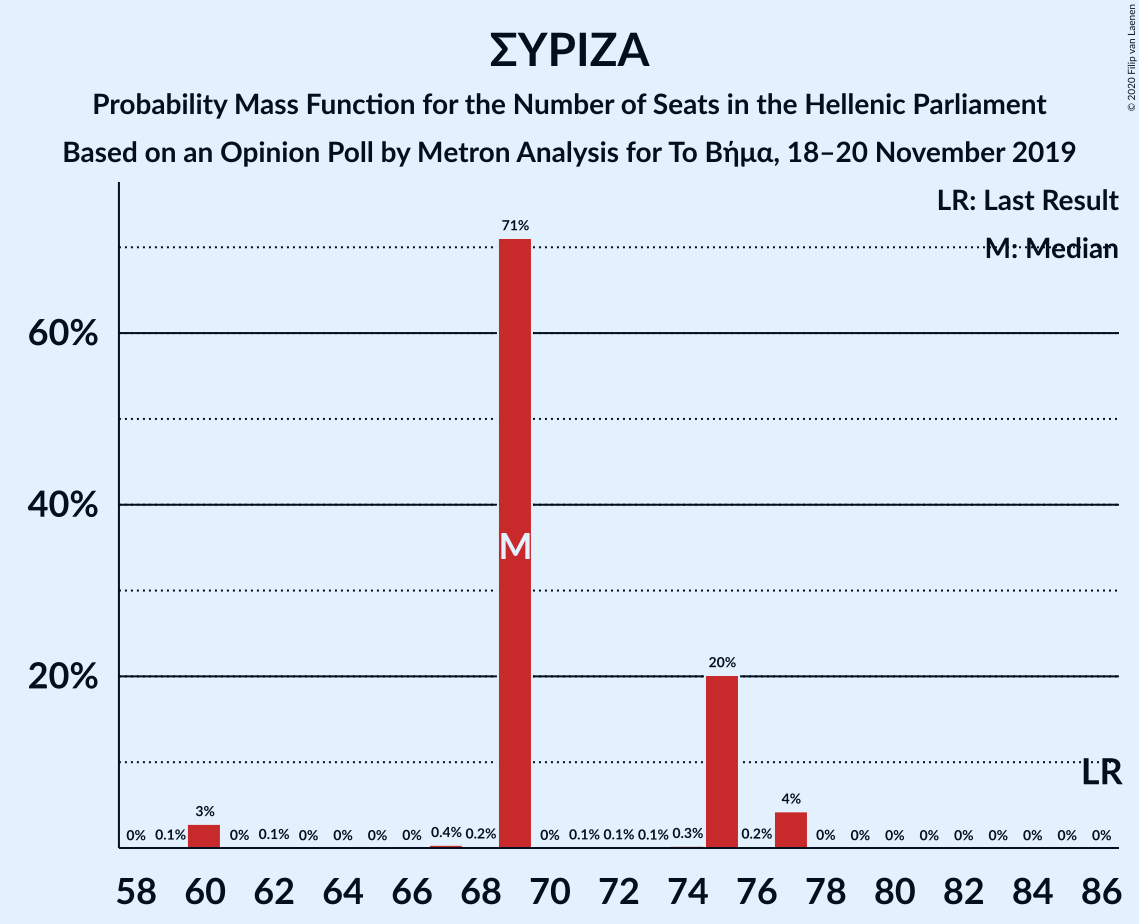 ΣΥΡΙΖΑ
Probability Mass Function for the Number of Seats in the Hellenic Parliament
Based on an Opinion Poll by Metron Analysis for Το Βήμα, 18–20 November 2019
© 2020 Filip van Laenen
LR: Last Result
M: Median
71%
60%
40%
M
20%
20%
LR
4%
3%
0% 0.1% 0% 0.1% 0% 0% 0% 0% 0.4% 0.2% 0% 0.1% 0.1% 0.1% 0.3% 0.2% 0% 0% 0% 0% 0% 0% 0% 0% 0%
58 60 62 64 66 68 70 72 74 76 78 80 82 84 86